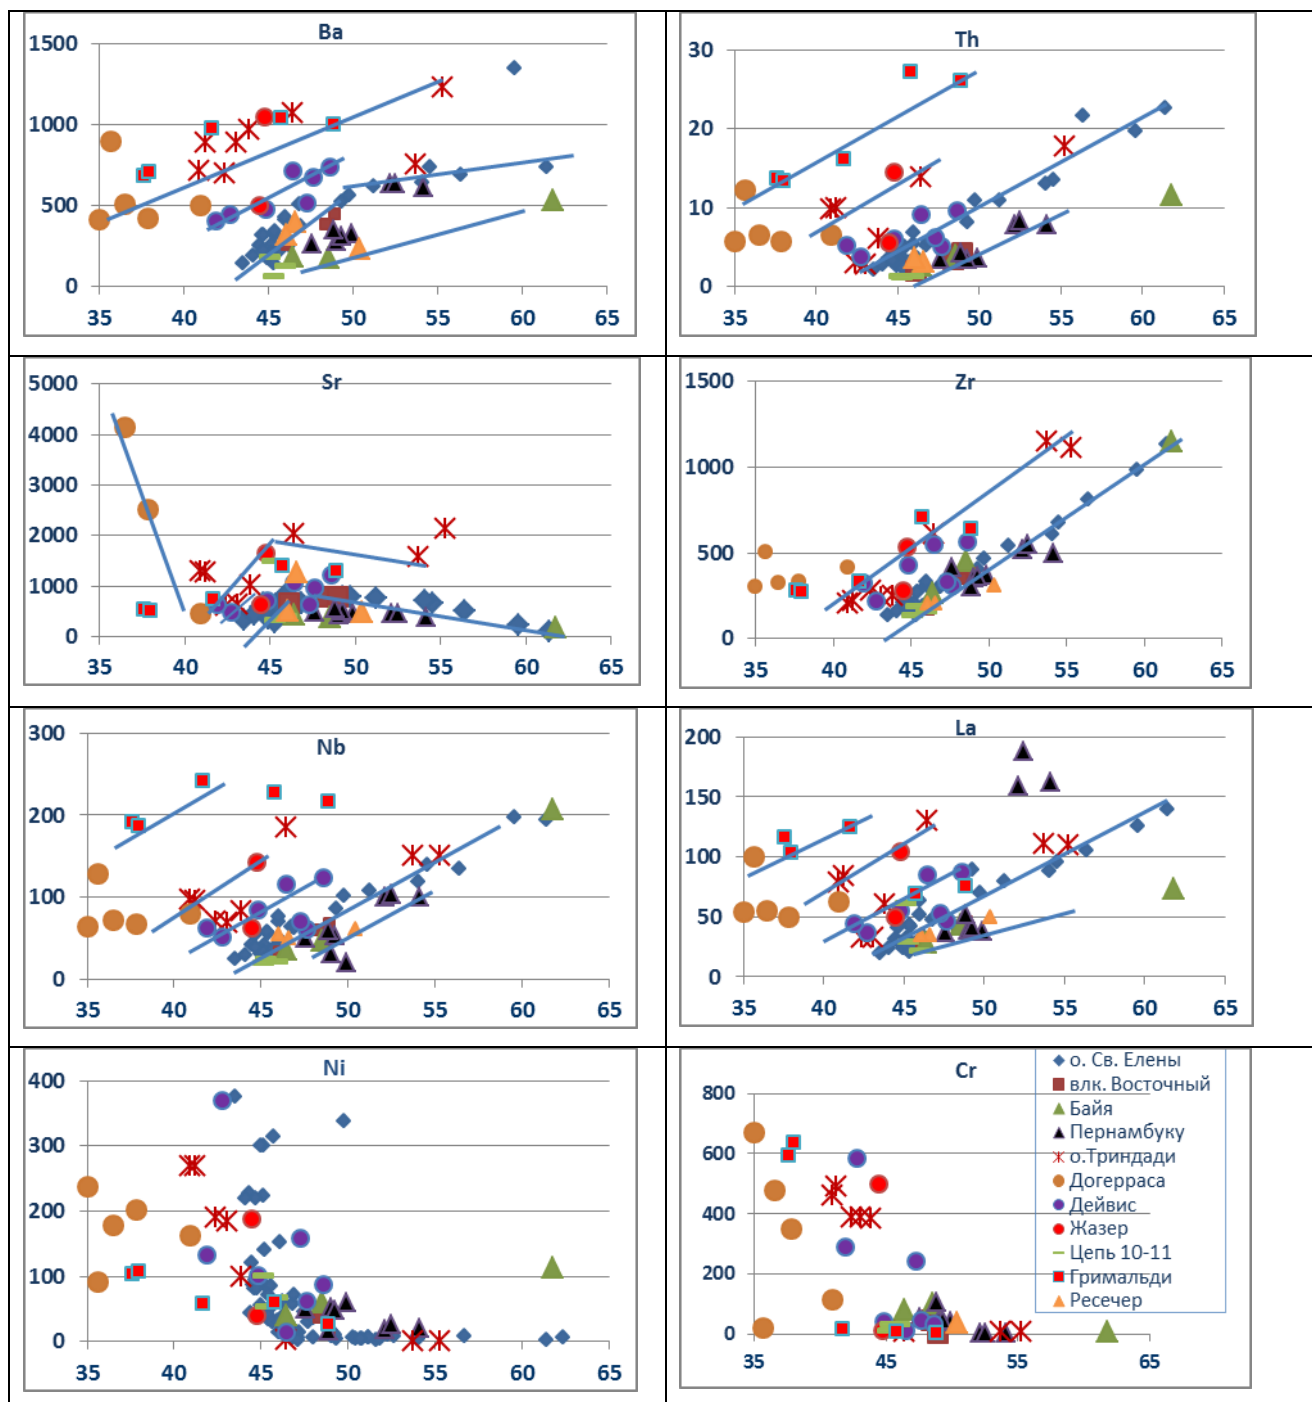 Ba
1500
1000
500
0
35 40 45 50 55 60 65
Th
30
20
10
0
35 40 45 50 55 60 65
Sr
5000
4000
3000
2000
1000
0
35 40 45 50 55 60 65
Zr
1500
1000
500
0
35 40 45 50 55 60 65
Nb
300
200
100
0
35 40 45 50 55 60 65
La
200
150
100
50
0
35 40 45 50 55 60 65
Ni
400
300
200
100
0
35 40 45 50 55 60 65
Cr
800
600
400
200
0
35 45 55 65
о. Св. Елены
влк. Восточный
Байя
Пернамбуку
о.Триндади
Догерраса
Дейвис
Жазер
Цепь 10-11
Гримальди
Ресечер